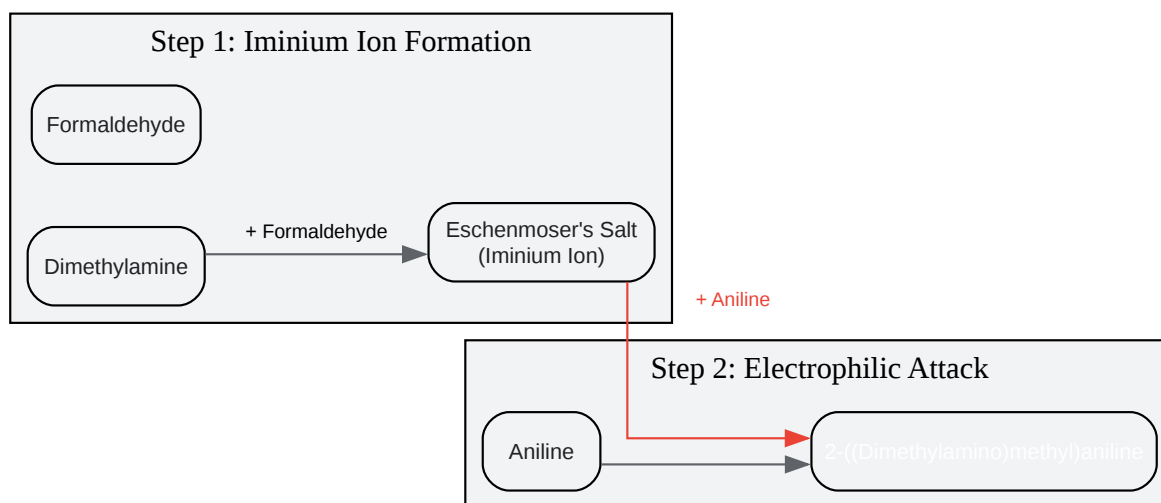 Step 1: Iminium Ion Formation
Formaldehyde
Dimethylamine
+ Formaldehyde
Eschenmoser's Salt
(Iminium Ion)
+ Aniline
Step 2: Electrophilic Attack
Aniline
2-((Dimethylamino)methyl)aniline